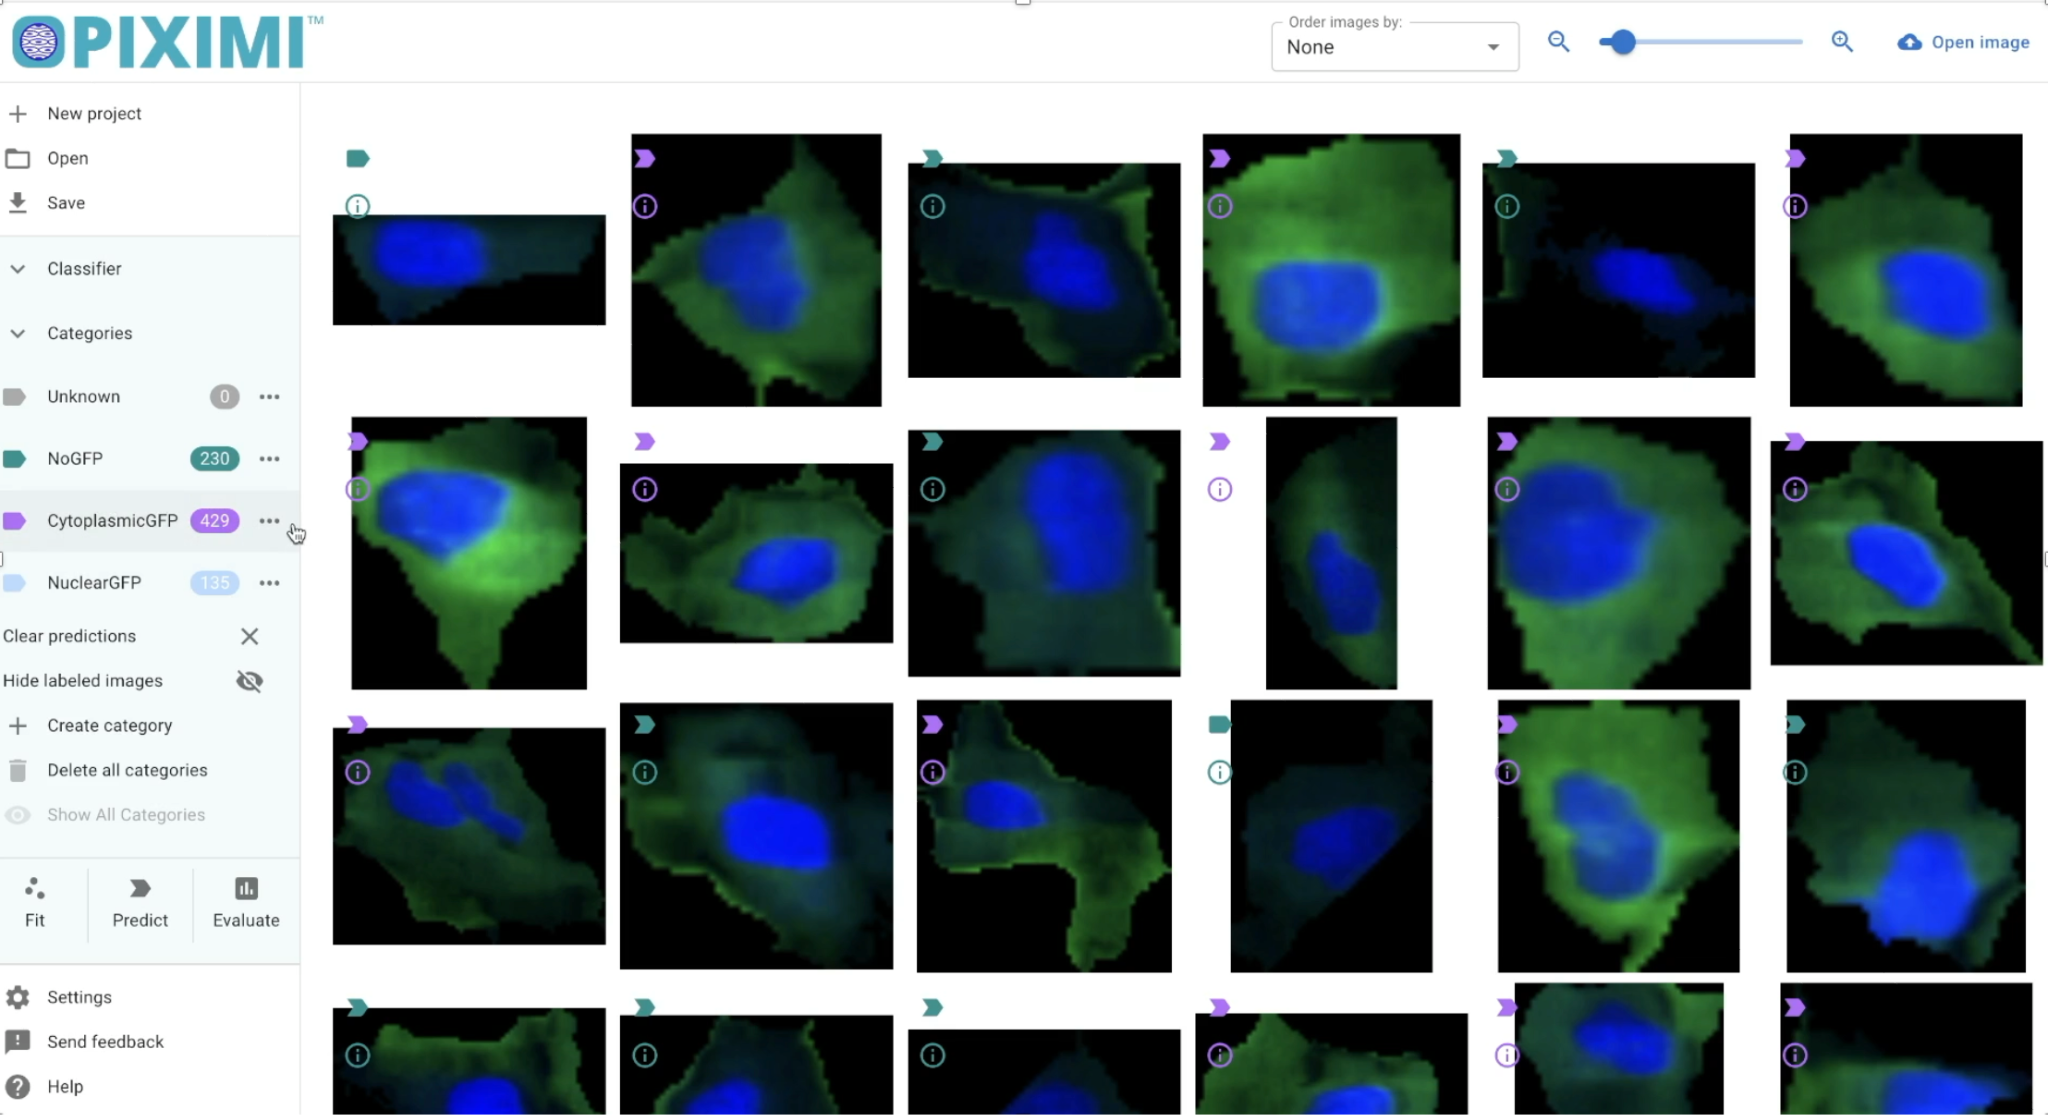 PIXIMI™
Order images by:
None
Open image
New project
Open
Save
Classifier
Categories
Unknown 0
NoGFP 230
CytoplasmicGFP 429
NuclearGFP 135
Clear predictions
Hide labeled images
Create category
Delete all categories
Show All Categories
Fit Predict Evaluate
Settings
Send feedback
Help